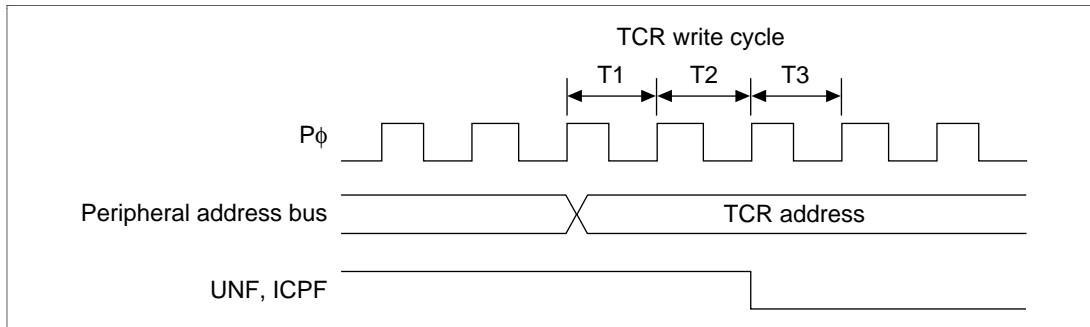 TCR write cycle
T1 T2 T3
Pϕ
Peripheral address bus TCR address
UNF, ICPF